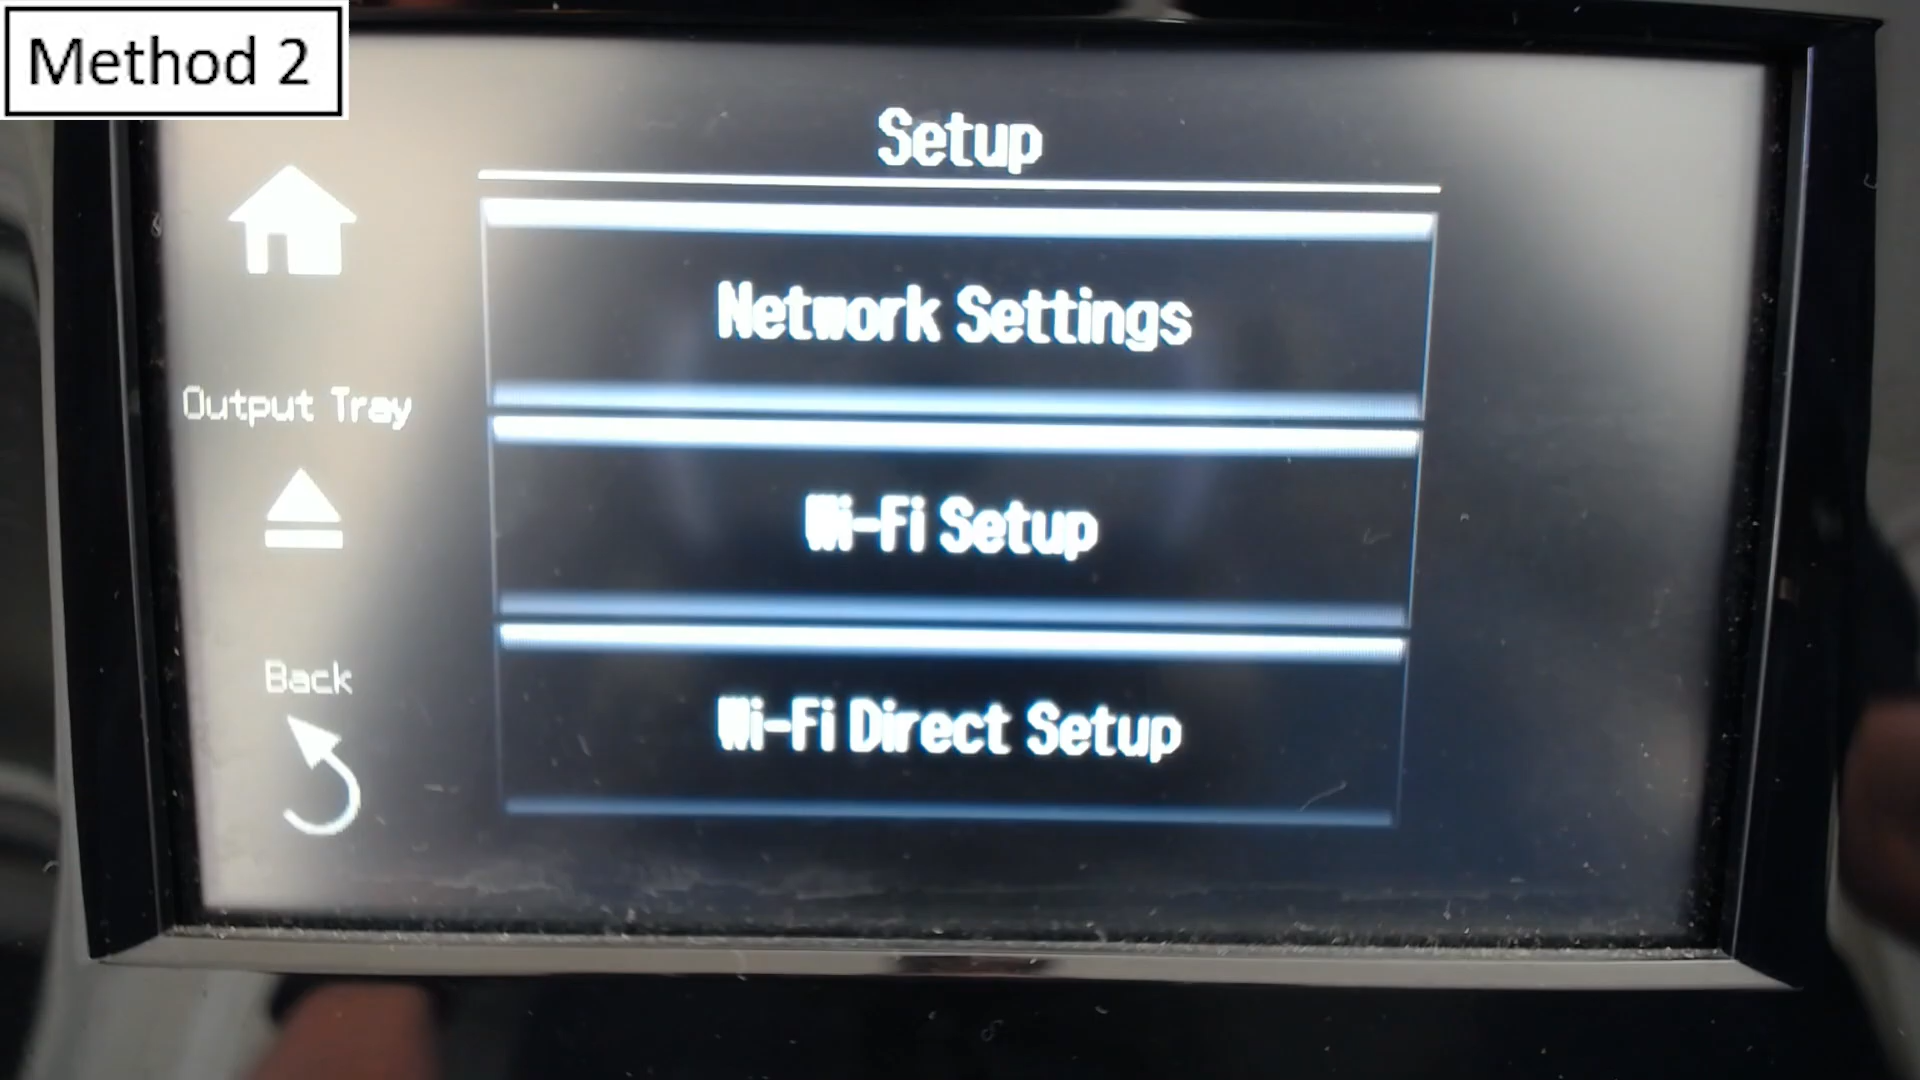 Method 2
Setup
Network Settings
Output Tray
Wi-Fi Setup
Back
Wi-Fi Direct Setup